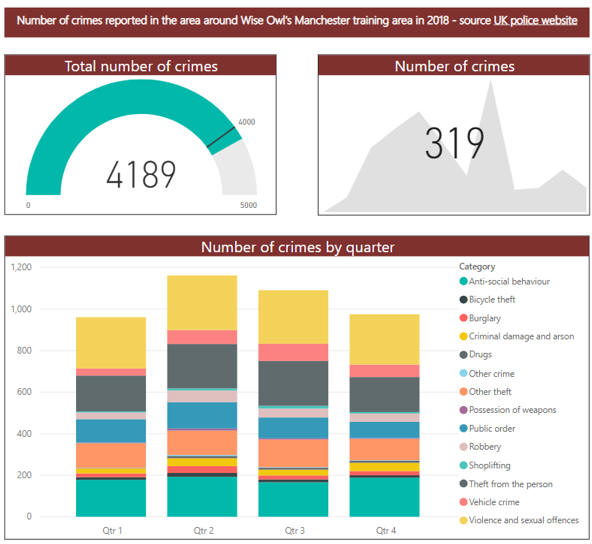 Number of crimes reported in the area around Wise Owl's Manchester training area in 2018 - source UK police website
Total number of crimes
4000
4189
0
5000
Number of crimes
319
Number of crimes by quarter
1,200
1,000
800
600
400
200
0
Qtr 1
Qtr 2
Qtr 3
Qtr 4
Category
Anti-social behaviour
Bicycle theft
Burglary
Criminal damage and arson
Drugs
Other crime
Other theft
Possession of weapons
Public order
Robbery
Shoplifting
Theft from the person
Vehicle crime
Violence and sexual offences